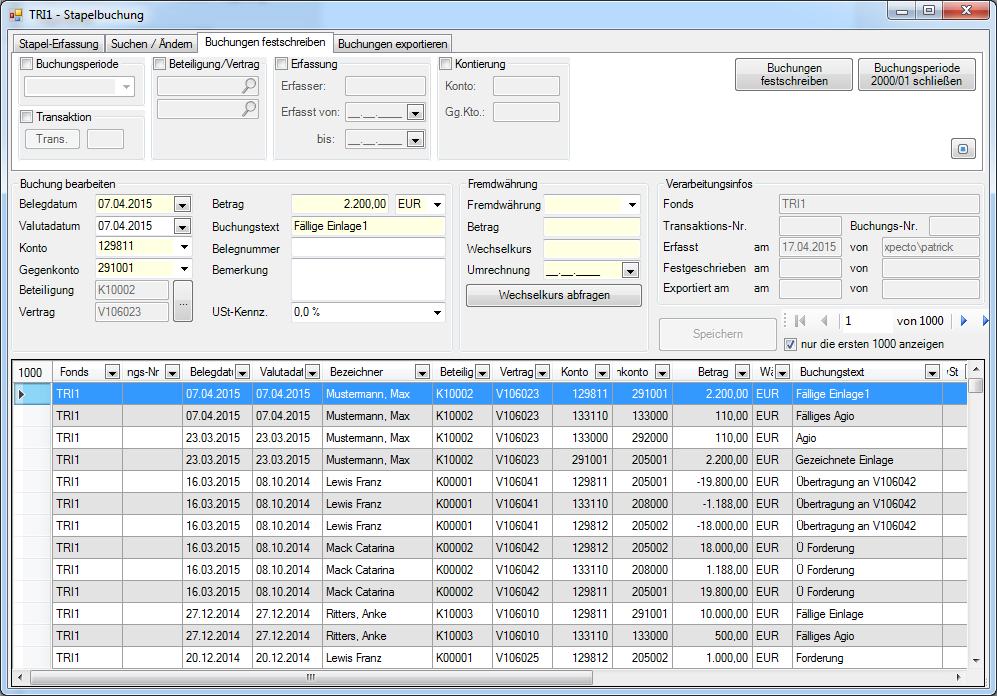 TRI1 - Stapelbuchung
Stapel-Erfassung Suchen / Ändern Buchungen festschreiben Buchungen exportieren
Buchungsperiode Beteiligung/Vertrag Erfassung Kontierung
Erfasser: Konto:
Erfasst von: __.__.____ Gg.Kto.:
bis: __.__.____
Transaktion
Trans.
Buchungen festschreiben
Buchungsperiode 2000/01 schließen
Buchung bearbeiten
Belegdatum 07.04.2015 Betrag 2.200,00 EUR
Valutadatum 07.04.2015 Buchungstext Fällige Einlage1
Konto 129811 Belegnummer
Gegenkonto 291001 Bemerkung
Beteiligung K10002
Vertrag V106023 ... USt-Kennz. 0,0 %
Fremdwährung
Fremdwährung
Betrag
Wechselkurs
Umrechnung __.__.____
Wechselkurs abfragen
Verarbeitungsinfos
Fonds TRI1
Transaktions-Nr. Buchungs-Nr.
Erfasst am 17.04.2015 von xpecto\patrick
Festgeschrieben am von
Exportiert am am von
Speichern
1 von 1000
nur die ersten 1000 anzeigen
1000 Fonds ngs-Nr Belegdatu Valutadat Bezeichner Beteilig Vertrag Konto nkonto Betrag Wä Buchungstext St
TRI1 07.04.2015 07.04.2015 Mustermann, Max K10002 V106023 129811 291001 2.200,00 EUR Fällige Einlage1
TRI1 07.04.2015 07.04.2015 Mustermann, Max K10002 V106023 133110 133000 110,00 EUR Fälliges Agio
TRI1 23.03.2015 23.03.2015 Mustermann, Max K10002 V106023 133000 292000 110,00 EUR Agio
TRI1 23.03.2015 23.03.2015 Mustermann, Max K10002 V106023 291001 205001 2.200,00 EUR Gezeichnete Einlage
TRI1 16.03.2015 08.10.2014 Lewis Franz K00001 V106041 129811 205001 -19.800,00 EUR Übertragung an V106042
TRI1 16.03.2015 08.10.2014 Lewis Franz K00001 V106041 133110 208000 -1.188,00 EUR Übertragung an V106042
TRI1 16.03.2015 08.10.2014 Lewis Franz K00001 V106041 129812 205002 -18.000,00 EUR Übertragung an V106042
TRI1 16.03.2015 08.10.2014 Mack Catarina K00002 V106042 129812 205002 18.000,00 EUR Ü Forderung
TRI1 16.03.2015 08.10.2014 Mack Catarina K00002 V106042 133110 208000 1.188,00 EUR Ü Forderung
TRI1 16.03.2015 08.10.2014 Mack Catarina K00002 V106042 129811 205001 19.800,00 EUR Ü Forderung
TRI1 27.12.2014 27.12.2014 Ritters, Anke K10003 V106010 129811 291001 10.000,00 EUR Fällige Einlage
TRI1 27.12.2014 27.12.2014 Ritters, Anke K10003 V106010 133110 133000 500,00 EUR Fälliges Agio
TRI1 20.12.2014 20.12.2014 Lewis Franz K00001 V106025 129812 205002 1.000,00 EUR Forderung